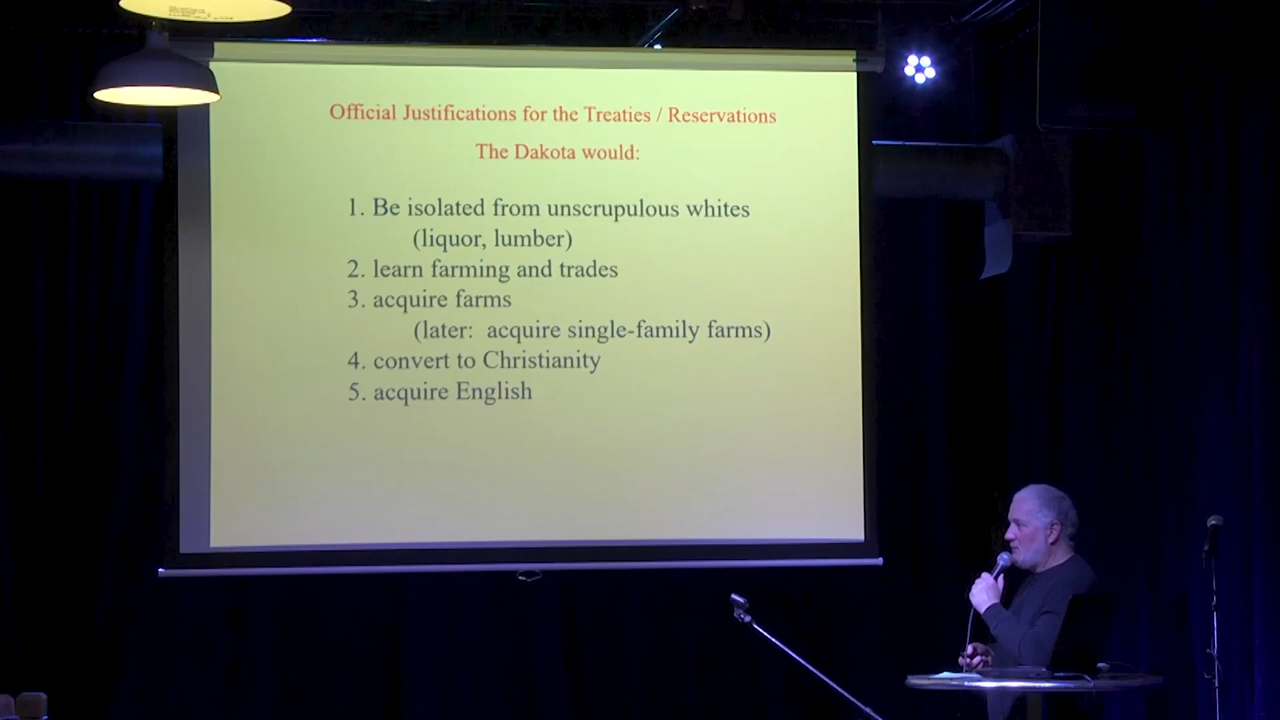 Official Justifications for the Treaties / Reservations
The Dakota would:
1. Be isolated from unscrupulous whites
(liquor, lumber)
2. learn farming and trades
3. acquire farms
(later:  acquire single-family farms)
4. convert to Christianity
5. acquire English